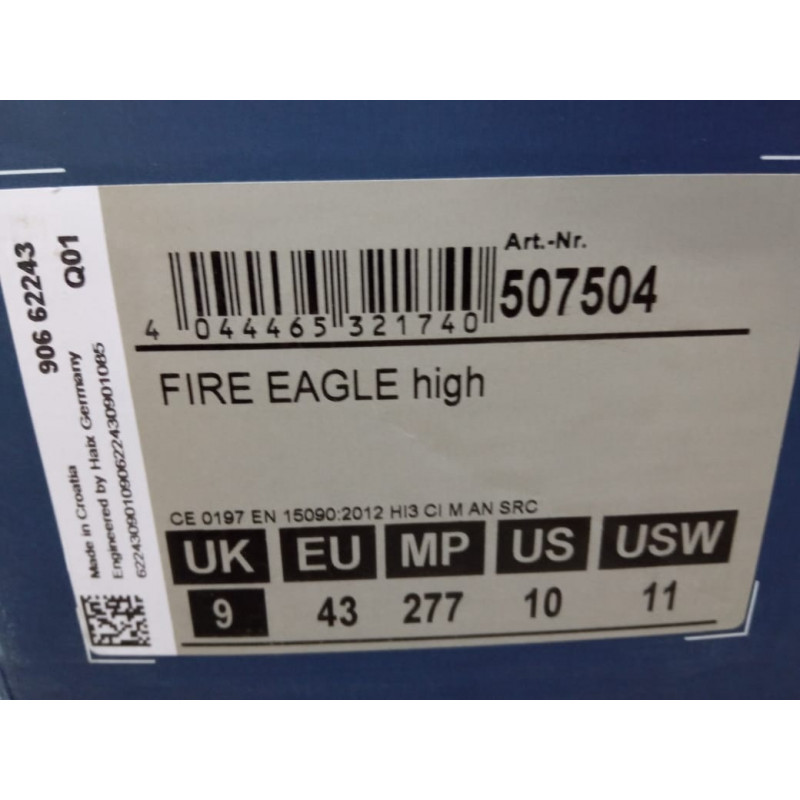 906 62243
Q01
Made in Croatia
Engineered by Haix Germany
622430901090622430901085
Art.-Nr.
507504
4 044465 321740
FIRE EAGLE high
CE 0197 EN 15090:2012 HI3 CI M AN SRC
UK EU MP US USW
9 43 277 10 11